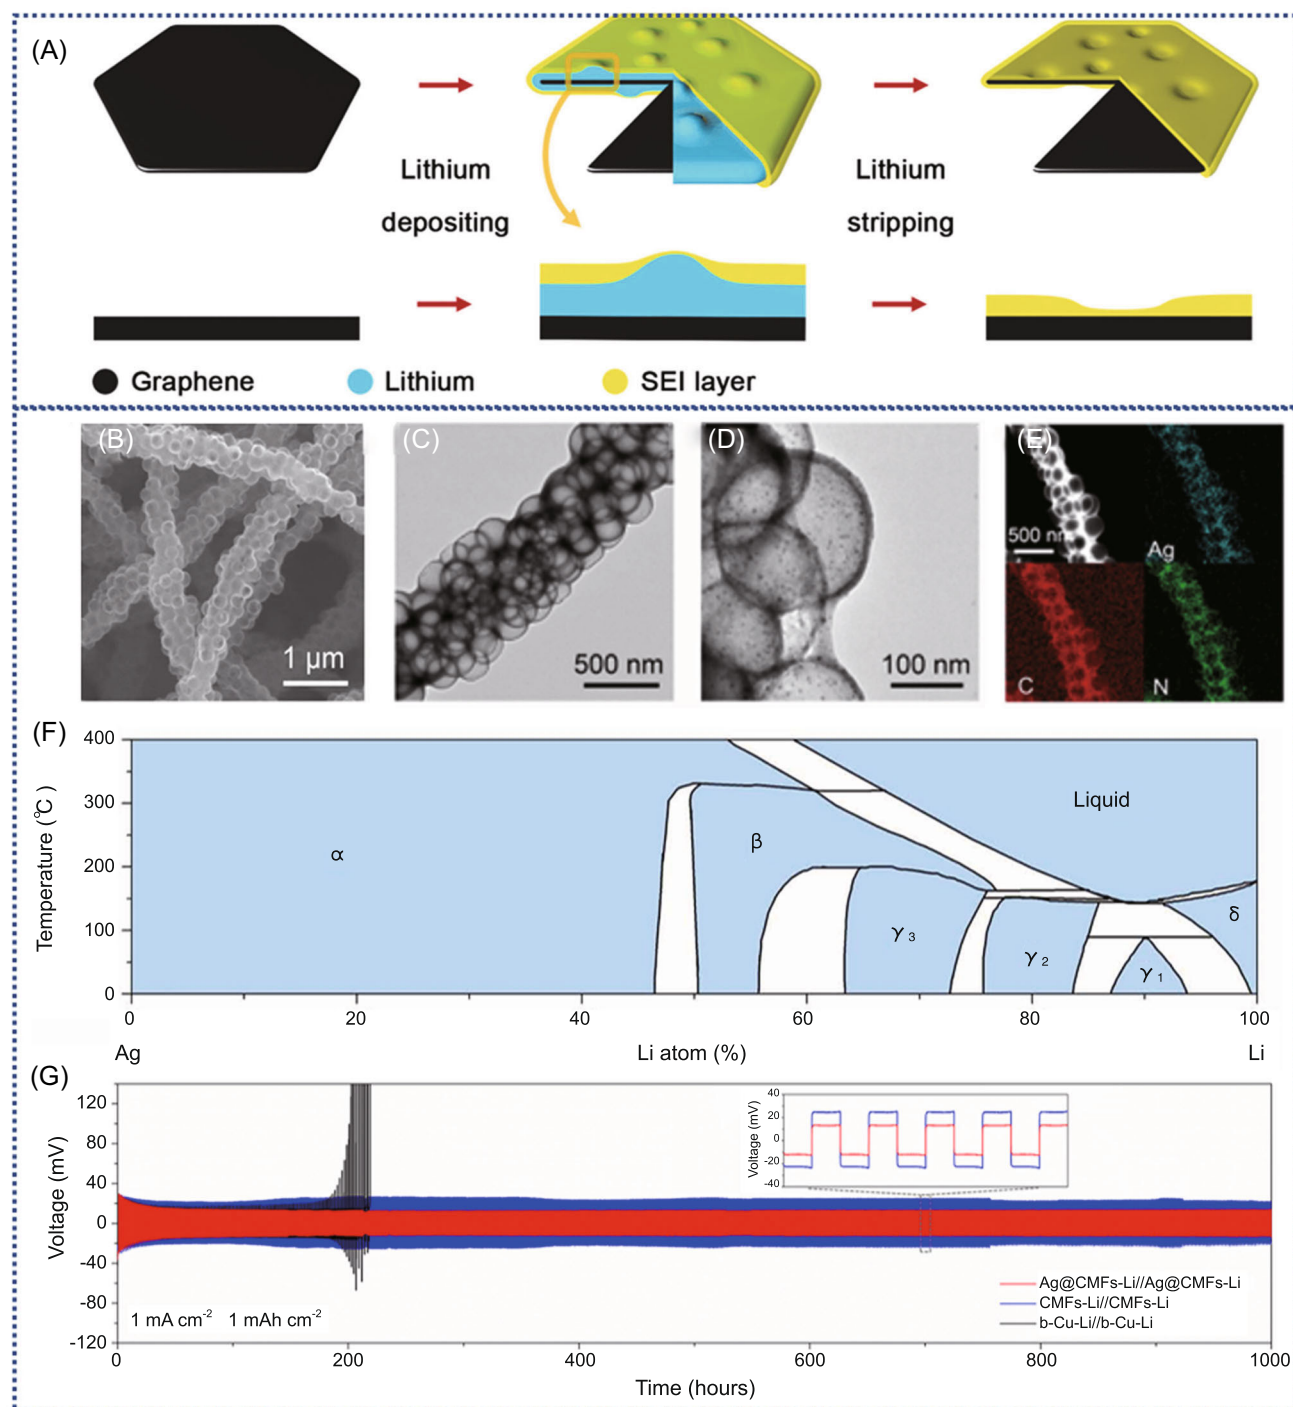 (A)
Lithium
depositing
Lithium
stripping
Graphene
Lithium
SEI layer
(B)
1 μm
(C)
500 nm
(D)
100 nm
(E)
500 nm
Ag
C
N
(F)
Temperature (℃)
400
300
200
100
0
α
β
γ3
γ2
γ1
δ
Liquid
0 20 40 60 80 100
Ag Li atom (%) Li
(G)
Voltage (mV)
120
80
40
0
-40
-80
-120
Voltage (mV)
40
20
0
-20
-40
Ag@CMFs-Li//Ag@CMFs-Li
CMFs-Li//CMFs-Li
b-Cu-Li//b-Cu-Li
1 mA cm-2 1 mAh cm-2
0 200 400 600 800 1000
Time (hours)